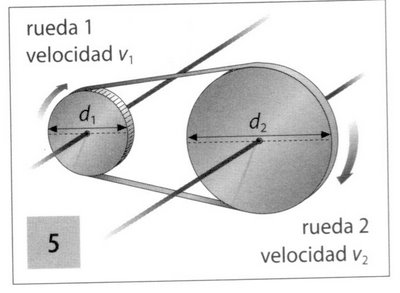 rueda 1
velocidad v₁
d₁
d₂
5
rueda 2
velocidad v₂